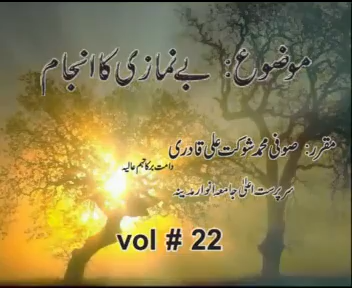 موضوع: بے نمازی کا انجام
مقرر: صوفی محمد شوکت علی قادری
دامت برکاتہم عالیہ
سرپرست اعلیٰ جامعہ انوار مدینہ
vol # 22